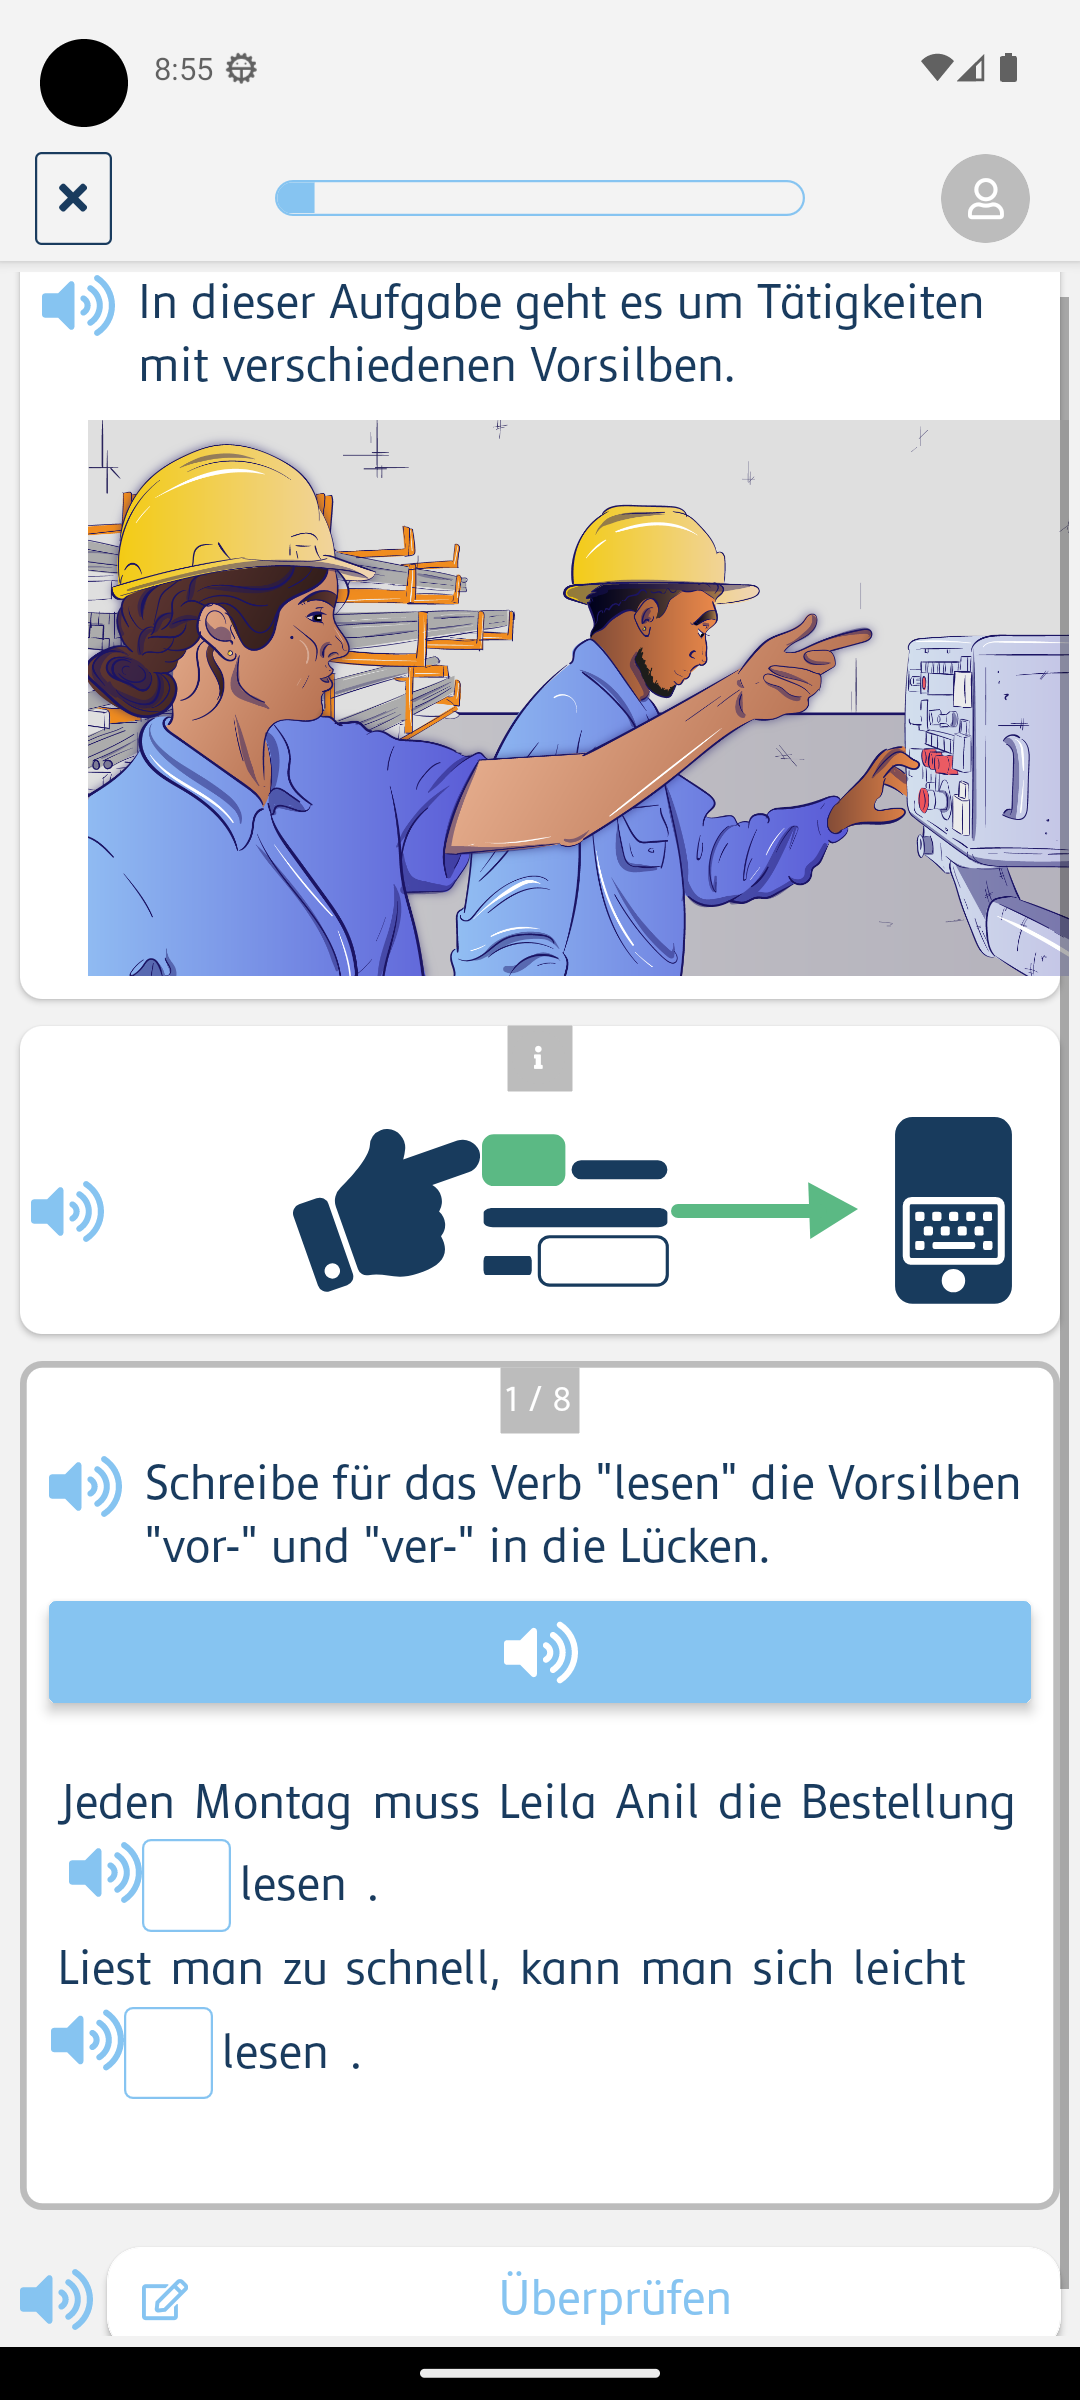 8:55
In dieser Aufgabe geht es um Tätigkeiten
mit verschiedenen Vorsilben.
i
1 / 8
Schreibe für das Verb "lesen" die Vorsilben
"vor-" und "ver-" in die Lücken.
Jeden Montag muss Leila Anil die Bestellung
lesen .
Liest man zu schnell, kann man sich leicht
lesen .
Überprüfen